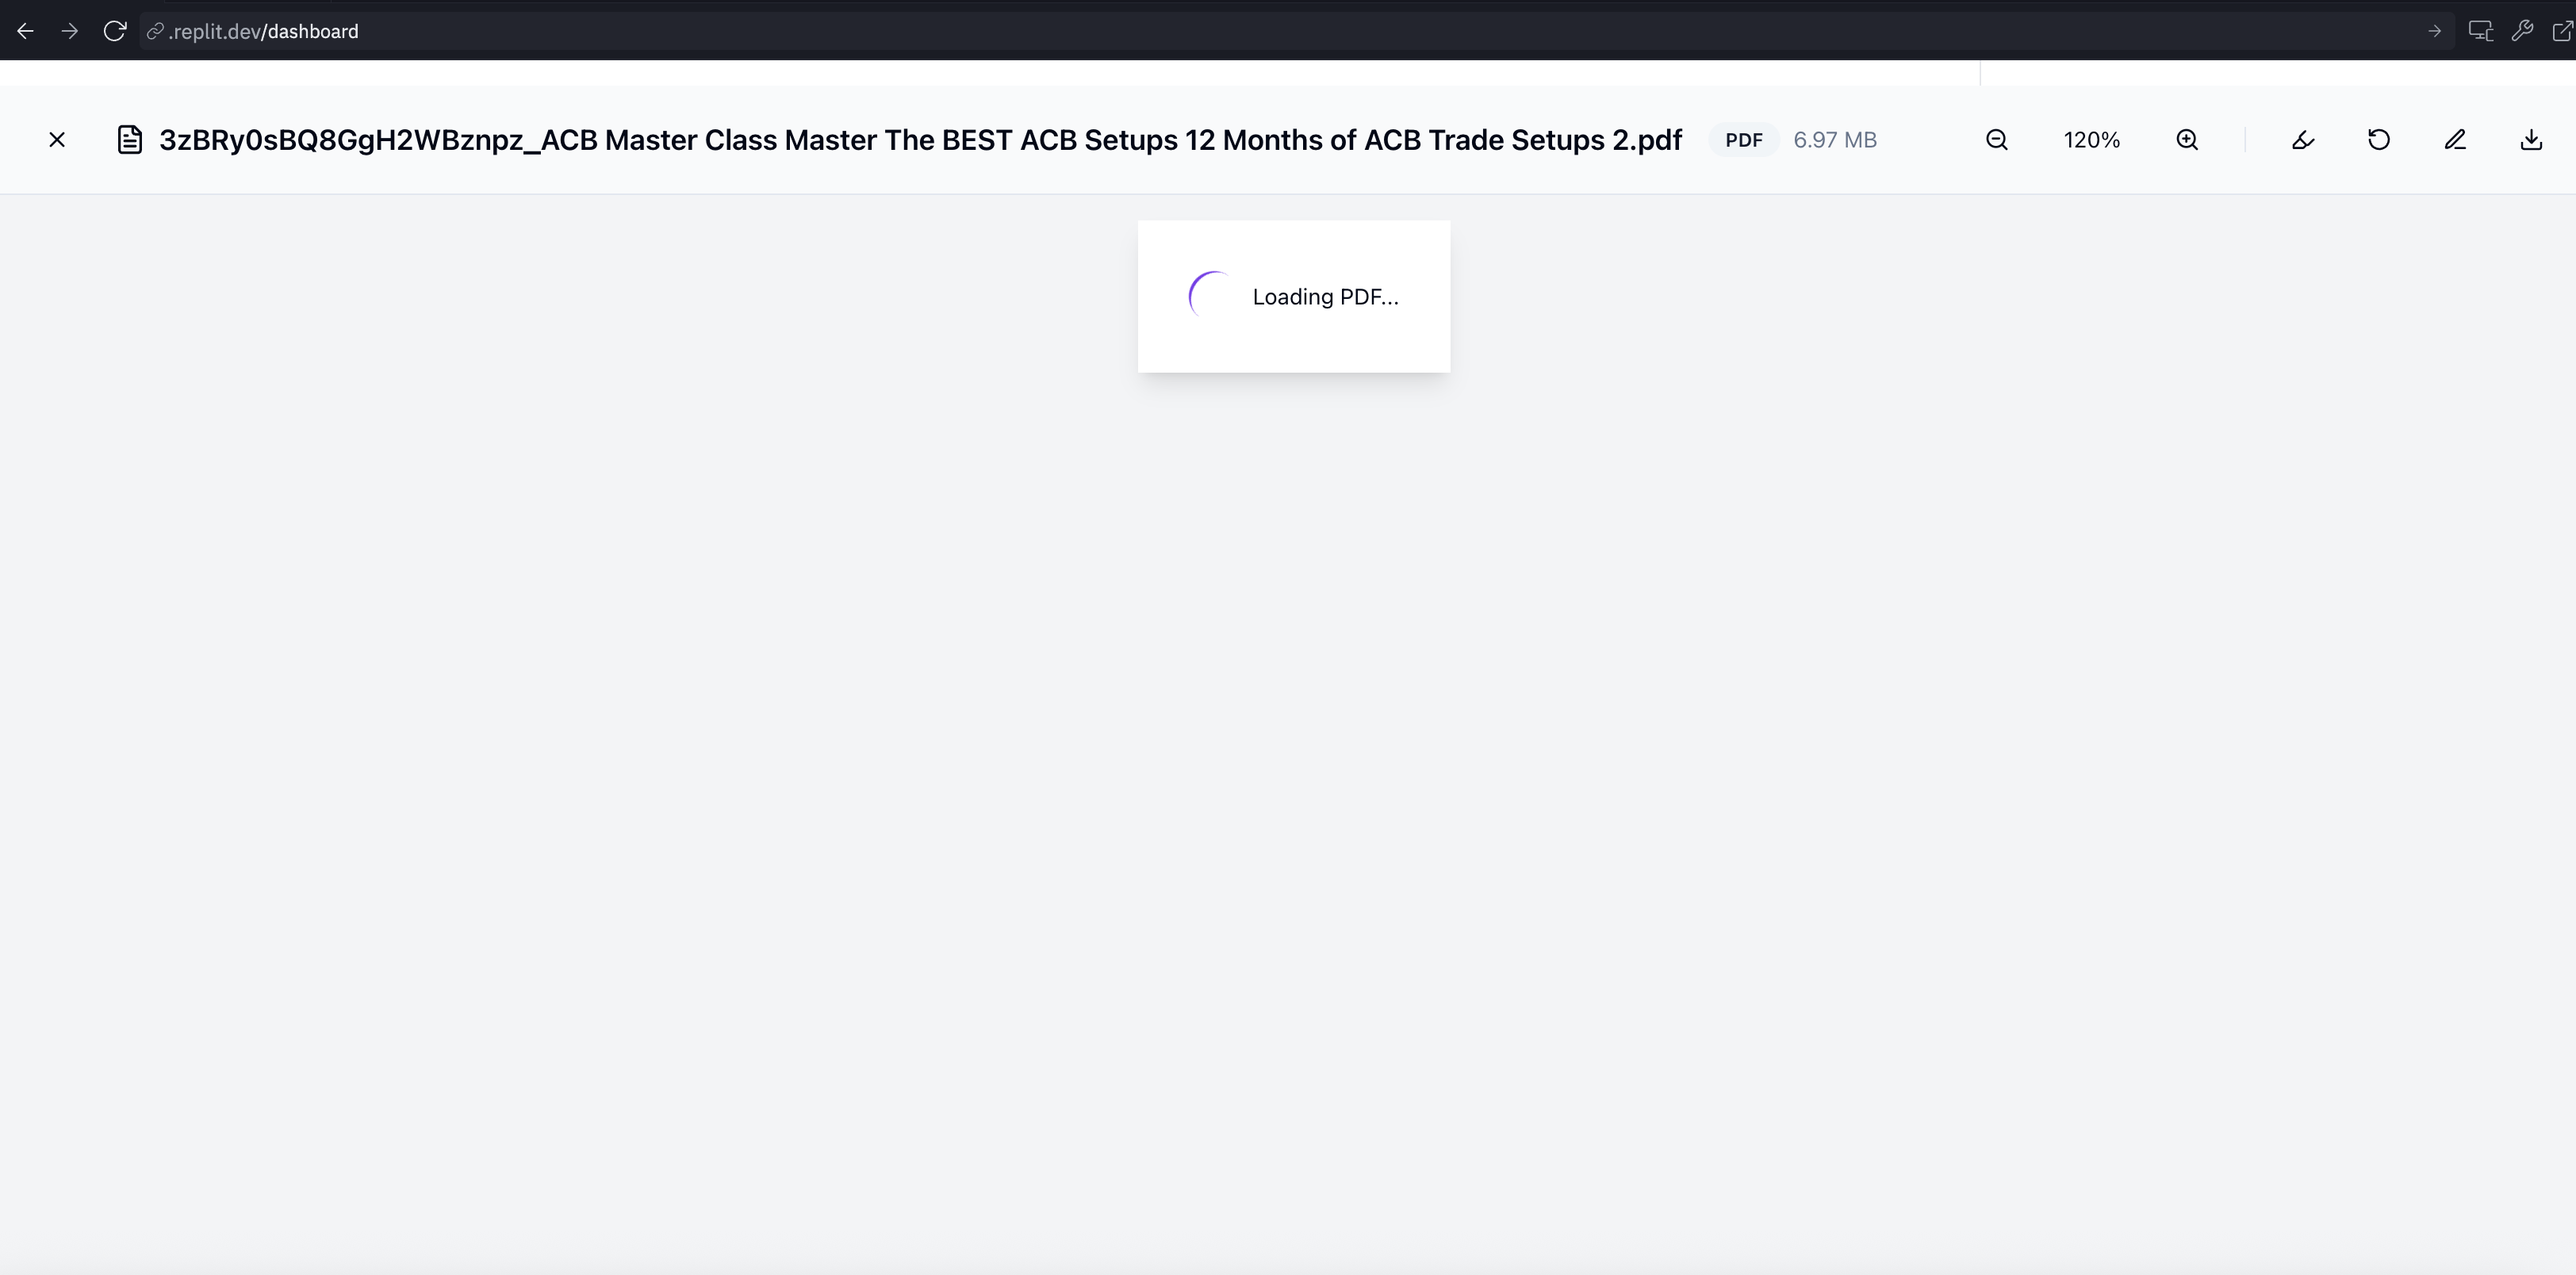 .replit.dev/dashboard
3zBRy0sBQ8GgH2WBznpz_ACB Master Class Master The BEST ACB Setups 12 Months of ACB Trade Setups 2.pdf PDF 6.97 MB 120%
Loading PDF...